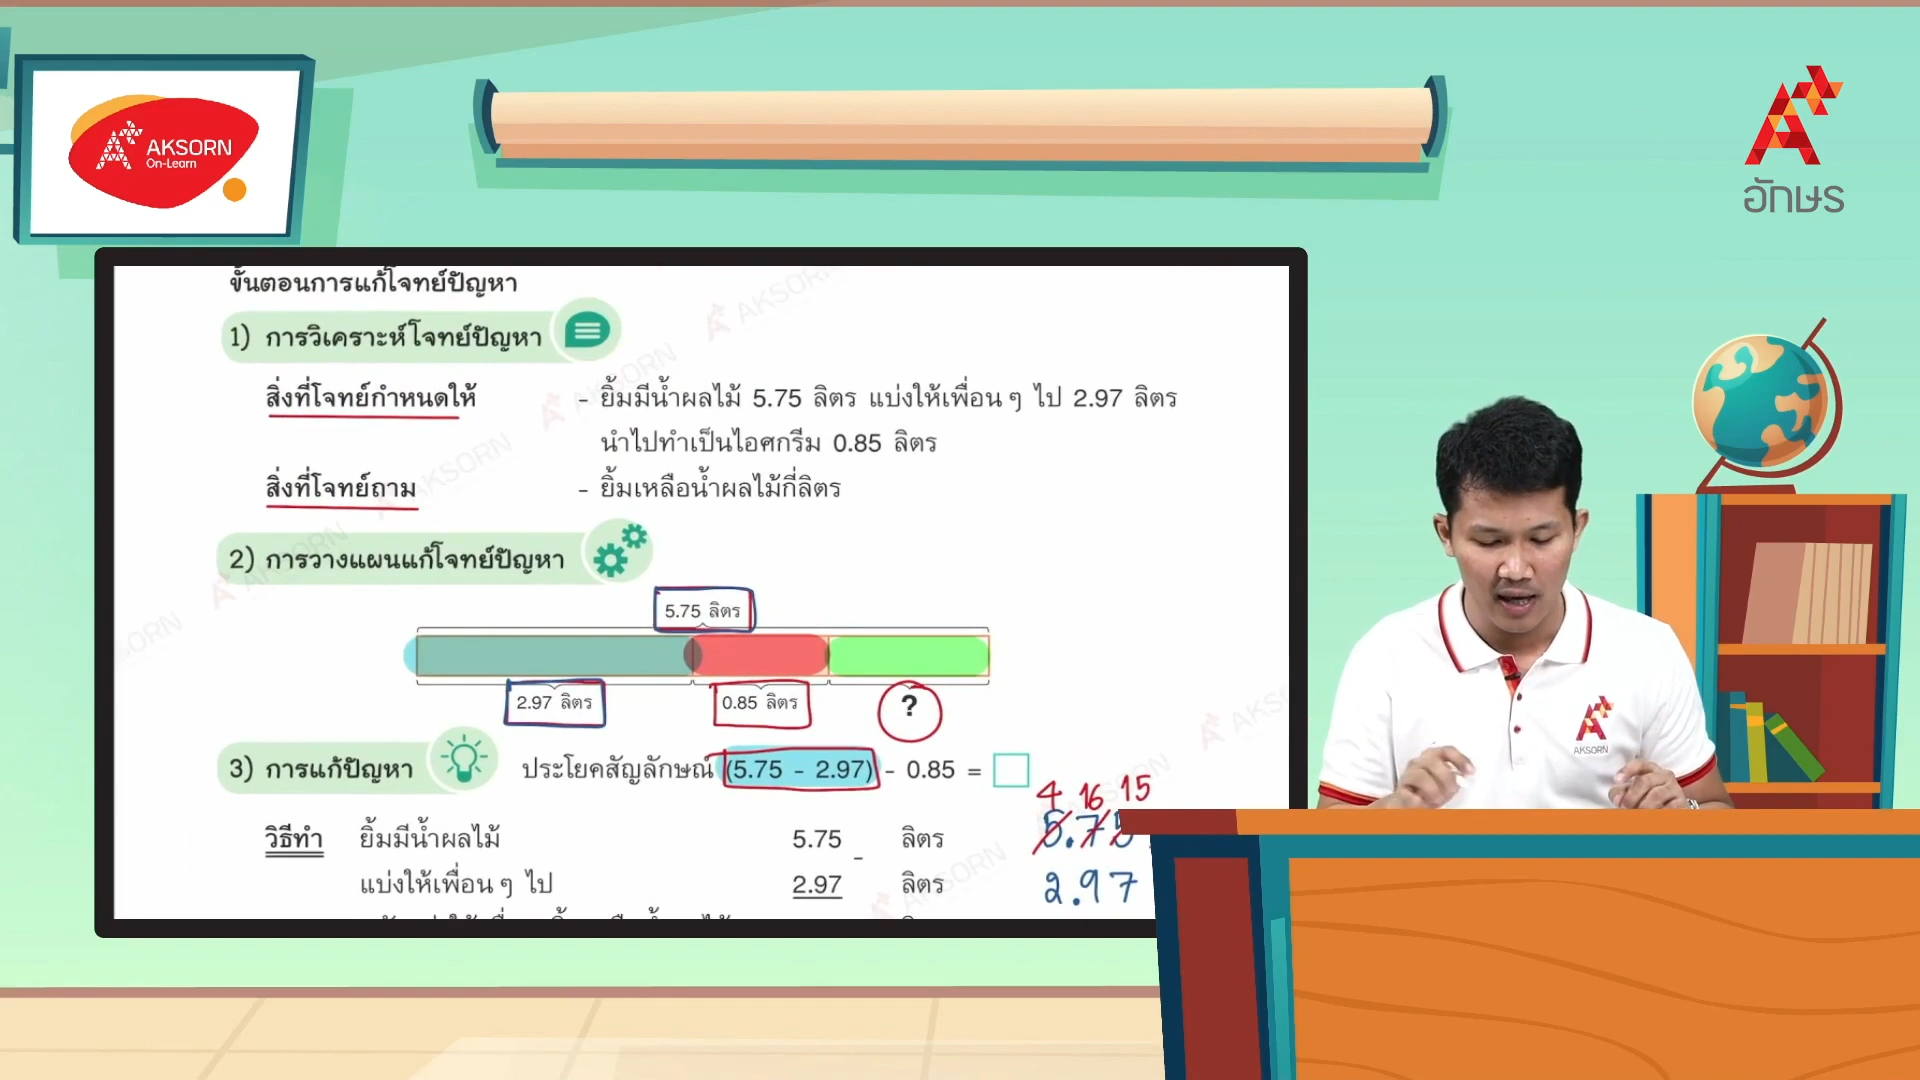 AKSORN
On-Learn
อักษร
ขั้นตอนการแก้โจทย์ปัญหา
1) การวิเคราะห์โจทย์ปัญหา
สิ่งที่โจทย์กำหนดให้ - ยิ้มมีน้ำผลไม้ 5.75 ลิตร แบ่งให้เพื่อน ๆ ไป 2.97 ลิตร
นำไปทำเป็นไอศกรีม 0.85 ลิตร
สิ่งที่โจทย์ถาม - ยิ้มเหลือน้ำผลไม้กี่ลิตร
2) การวางแผนแก้โจทย์ปัญหา
5.75 ลิตร
2.97 ลิตร 0.85 ลิตร ?
3) การแก้ปัญหา ประโยคสัญลักษณ์ (5.75 - 2.97) - 0.85 =
4 16 15
วิธีทำ ยิ้มมีน้ำผลไม้ 5.75 - ลิตร 5.75
แบ่งให้เพื่อน ๆ ไป 2.97 ลิตร 2.97
AKSORN